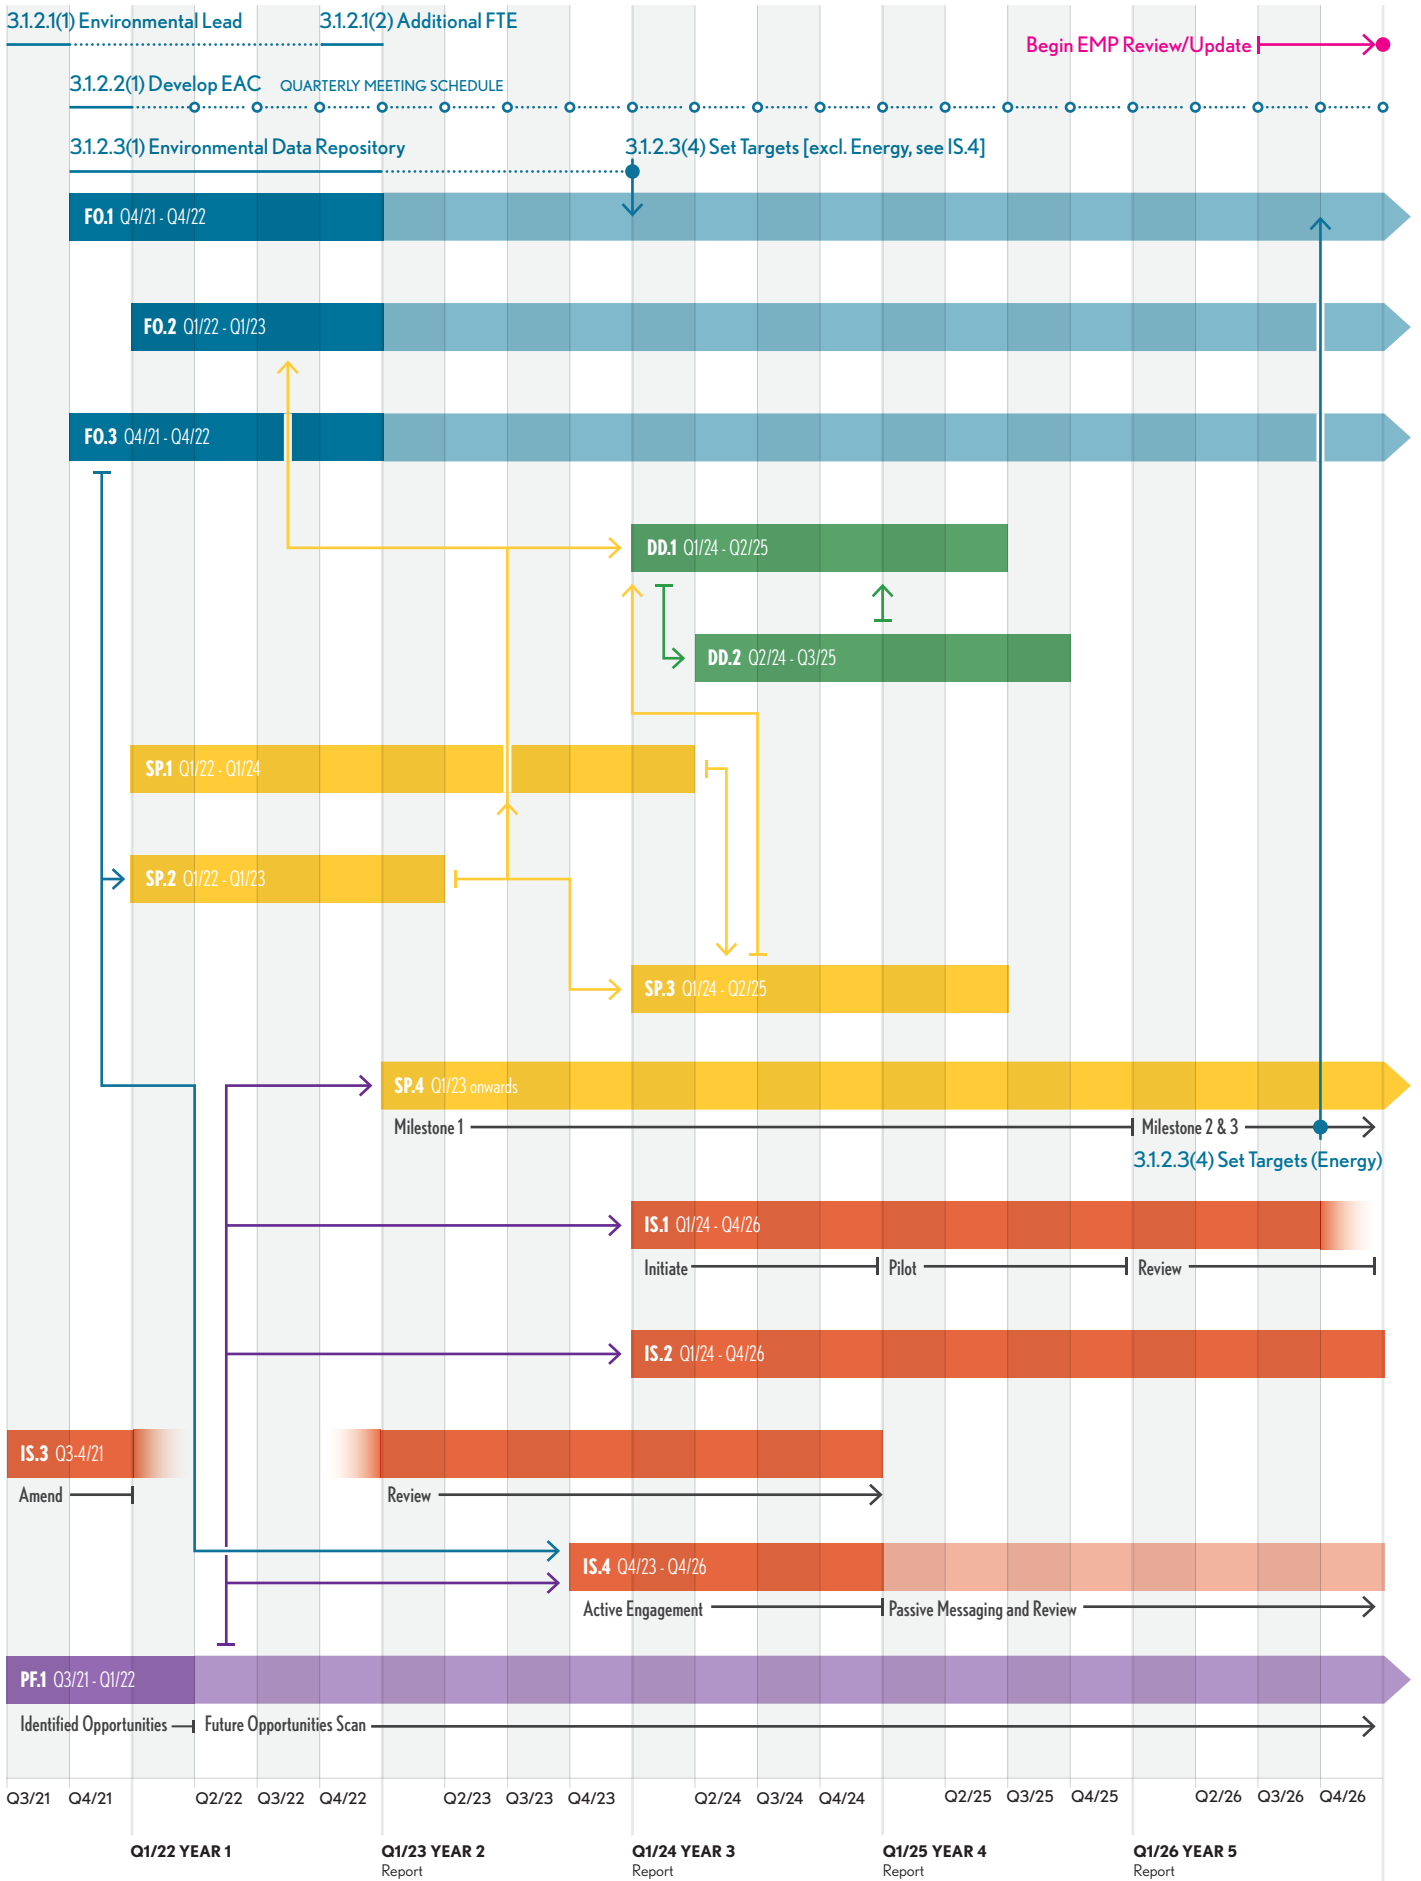 3.1.2.1(1) Environmental Lead
3.1.2.1(2) Additional FTE
Begin EMP Review/Update
3.1.2.2(1) Develop EAC
QUARTERLY MEETING SCHEDULE
3.1.2.3(1) Environmental Data Repository
3.1.2.3(4) Set Targets [excl. Energy, see IS.4]
FO.1 Q4/21 - Q4/22
FO.2 Q1/22 - Q1/23
FO.3 Q4/21 - Q4/22
DD.1 Q1/24 - Q2/25
DD.2 Q2/24 - Q3/25
SP.1 Q1/22 - Q1/24
SP.2 Q1/22 - Q1/23
SP.3 Q1/24 - Q2/25
SP.4 Q1/23 onwards
Milestone 1
Milestone 2 & 3
3.1.2.3(4) Set Targets (Energy)
IS.1 Q1/24 - Q4/26
Initiate
Pilot
Review
IS.2 Q1/24 - Q4/26
IS.3 Q3-4/21
Amend
Review
IS.4 Q4/23 - Q4/26
Active Engagement
Passive Messaging and Review
PF.1 Q3/21 - Q1/22
Identified Opportunities
Future Opportunities Scan
Q3/21
Q4/21
Q2/22
Q3/22
Q4/22
Q2/23
Q3/23
Q4/23
Q2/24
Q3/24
Q4/24
Q2/25
Q3/25
Q4/25
Q2/26
Q3/26
Q4/26
Q1/22 YEAR 1
Q1/23 YEAR 2
Report
Q1/24 YEAR 3
Report
Q1/25 YEAR 4
Report
Q1/26 YEAR 5
Report